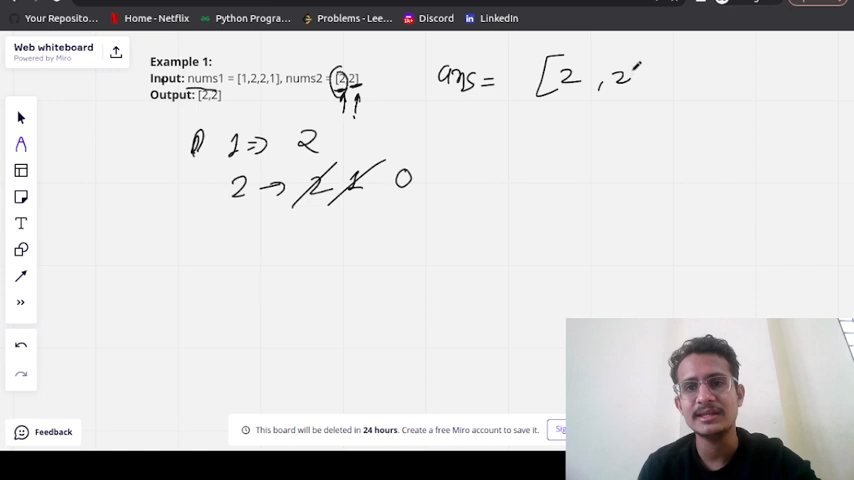 Your Reposito... Home - Netflix Python Progra... Problems - Lee... Discord LinkedIn
Web whiteboard
Powered by Miro
Example 1:
Input: nums1 = [1,2,2,1], nums2 = [2,2]
Output: [2,2]
ans = [2 , 2
1 => 2
2 → 2 1 0
T
Feedback
This board will be deleted in 24 hours. Create a free Miro account to save it. Sig